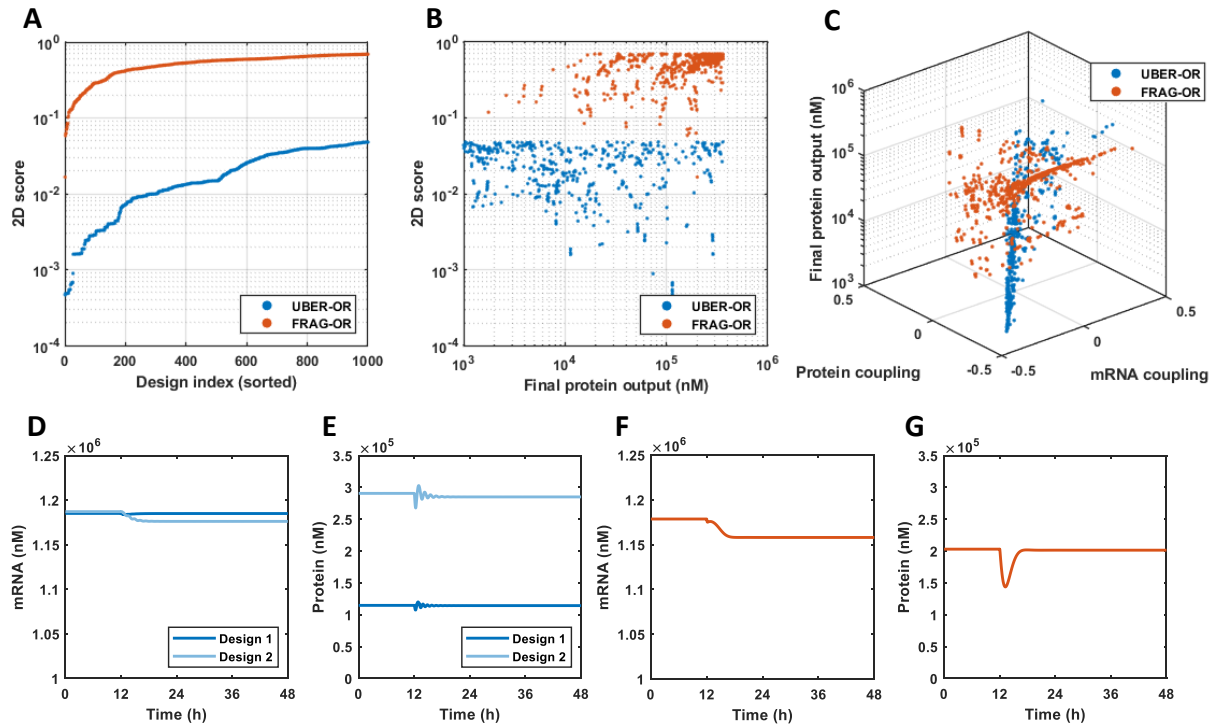 A
10^0
10^-1
10^-2
10^-3
10^-4
2D score
0
200
400
600
800
1000
Design index (sorted)
UBER-OR
FRAG-OR
B
10^0
10^-1
10^-2
10^-3
10^-4
2D score
10^3
10^4
10^5
10^6
Final protein output (nM)
UBER-OR
FRAG-OR
C
10^6
10^5
10^4
10^3
Final protein output (nM)
0.5
0
-0.5
Protein coupling
-0.5
0
0.5
mRNA coupling
UBER-OR
FRAG-OR
D
×10^6
1.25
1.2
1.15
1.1
1.05
1
mRNA (nM)
0 12 24 36 48
Time (h)
Design 1
Design 2
E
×10^5
3.5
3
2.5
2
1.5
1
0.5
0
Protein (nM)
0 12 24 36 48
Time (h)
Design 1
Design 2
F
×10^6
1.25
1.2
1.15
1.1
1.05
1
mRNA (nM)
0 12 24 36 48
Time (h)
G
×10^5
3.5
3
2.5
2
1.5
1
0.5
0
Protein (nM)
0 12 24 36 48
Time (h)